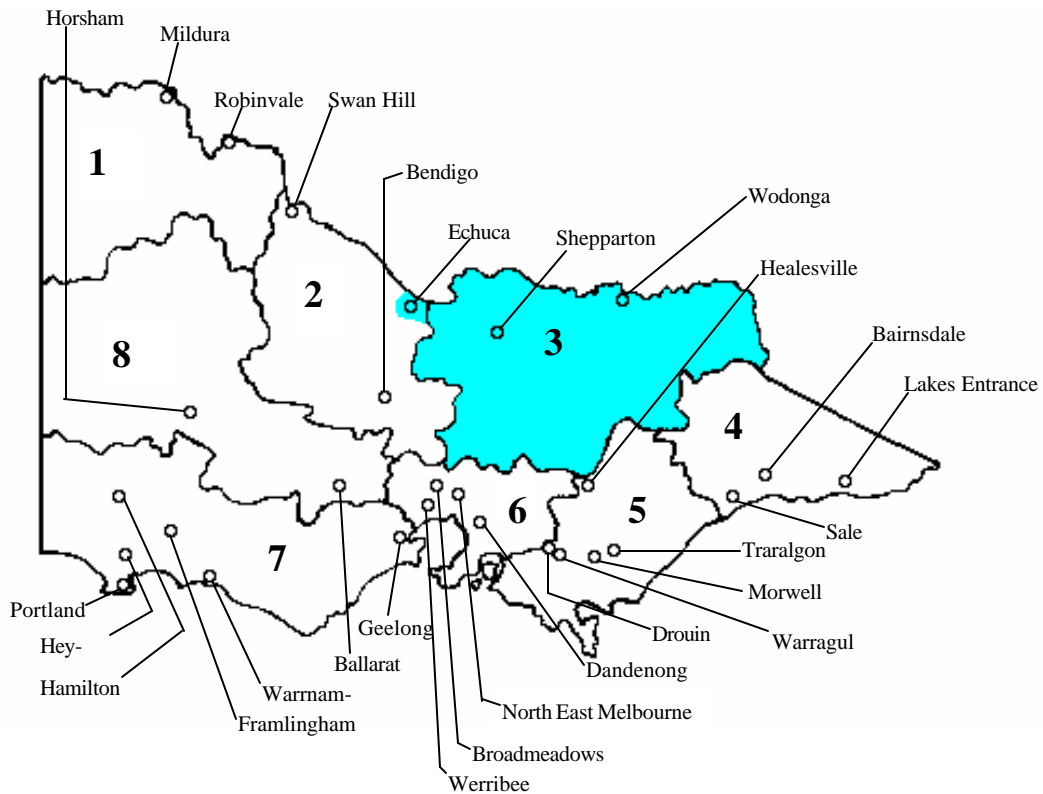 Horsham
Mildura
Robinvale
Swan Hill
1
Bendigo
Wodonga
Echuca
Shepparton
Healesville
2
3
8
Bairnsdale
Lakes Entrance
4
6
5
Sale
7
Traralgon
Morwell
Portland
Geelong
Drouin
Warragul
Hey-
Ballarat
Dandenong
Hamilton
Warrnam-
Framlingham
North East Melbourne
Broadmeadows
Werribee